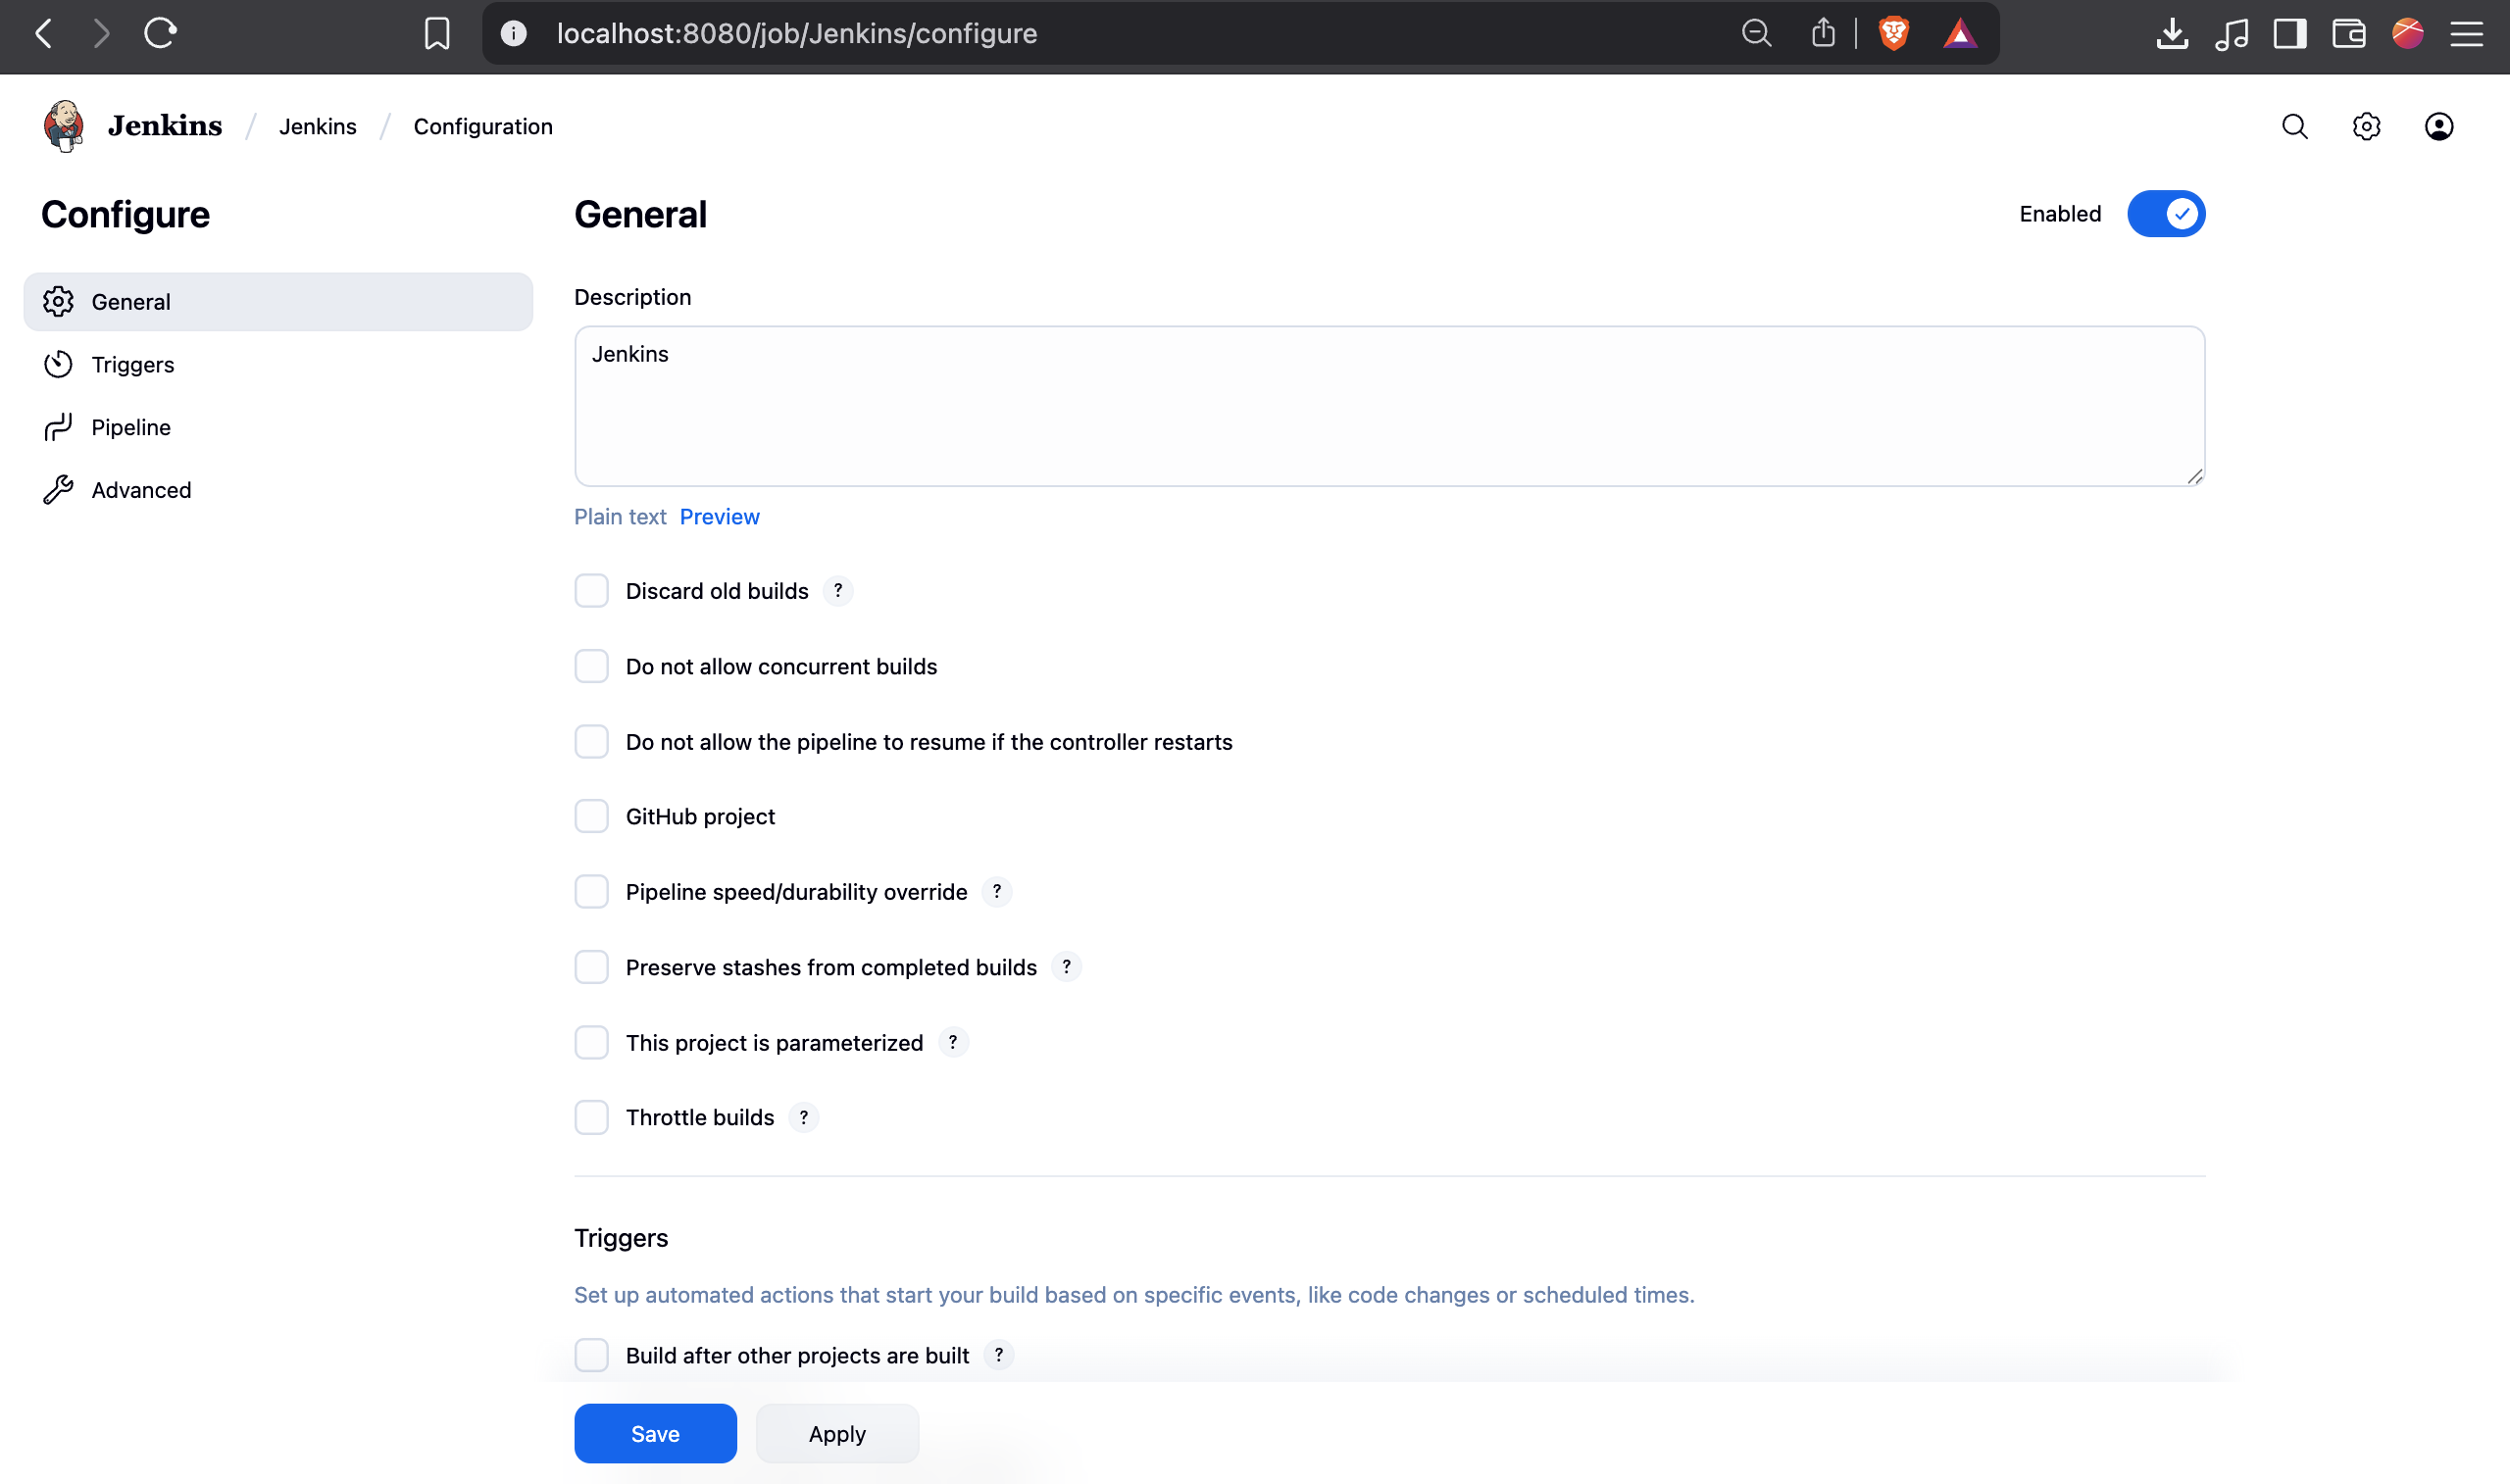 localhost:8080/job/Jenkins/configure
Jenkins / Jenkins / Configuration
Configure
General
Triggers
Pipeline
Advanced
General
Enabled
Description
Jenkins
Plain text Preview
Discard old builds ?
Do not allow concurrent builds
Do not allow the pipeline to resume if the controller restarts
GitHub project
Pipeline speed/durability override ?
Preserve stashes from completed builds ?
This project is parameterized ?
Throttle builds ?
Triggers
Set up automated actions that start your build based on specific events, like code changes or scheduled times.
Build after other projects are built ?
Save Apply